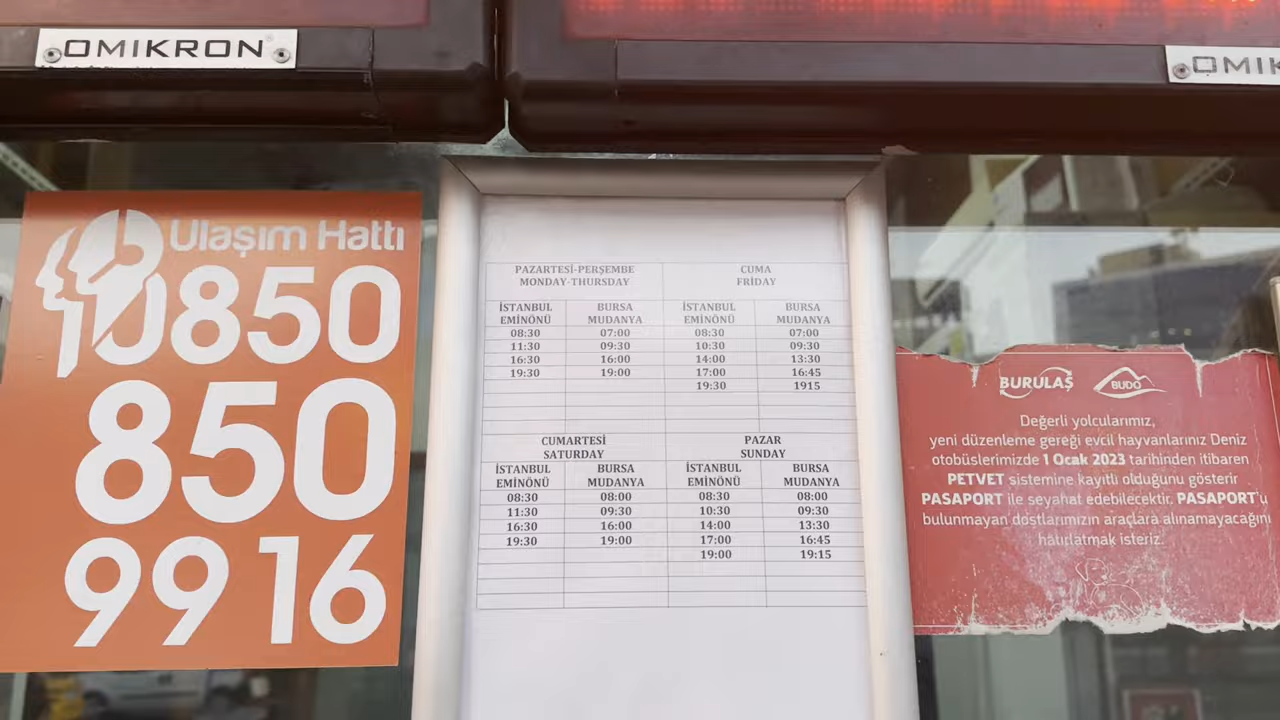 OMIKRON
OMIK
Ulaşım Hattı
0850
850
99 16
PAZARTESİ-PERŞEMBE CUMA
MONDAY-THURSDAY FRIDAY
İSTANBUL BURSA İSTANBUL BURSA
EMİNÖNÜ MUDANYA EMİNÖNÜ MUDANYA
08:30 07:00 08:30 07:00
11:30 09:30 10:30 09:30
16:30 16:00 14:00 13:30
19:30 19:00 17:00 16:45
19:30 1915
CUMARTESİ PAZAR
SATURDAY SUNDAY
İSTANBUL BURSA İSTANBUL BURSA
EMİNÖNÜ MUDANYA EMİNÖNÜ MUDANYA
08:30 08:00 08:30 08:00
11:30 09:30 10:30 09:30
16:30 16:00 14:00 13:30
19:30 19:00 17:00 16:45
19:00 19:15
BURULAŞ BUDO
Değerli yolcularımız,
yeni düzenleme gereği evcil hayvanlarınız Deniz
otobüslerimizde 1 Ocak 2023 tarihinden itibaren
PETVET sistemine kayıtlı olduğunu gösterir
PASAPORT ile seyahat edebilecektir. PASAPORT'u
bulunmayan dostlarımızın araçlara alınamayacağını
hatırlatmak isteriz.